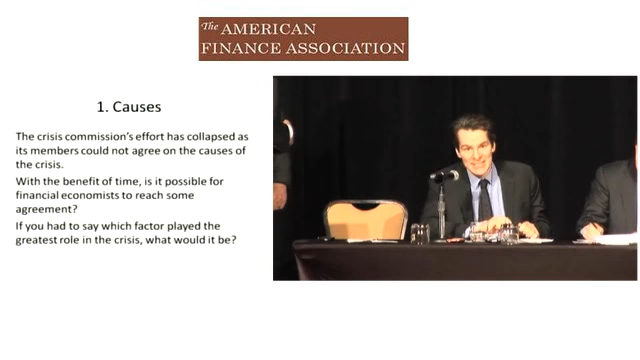 The AMERICAN
FINANCE ASSOCIATION
1. Causes
The crisis commission's effort has collapsed as
its members could not agree on the causes of
the crisis.
With the benefit of time, is it possible for
financial economists to reach some
agreement?
If you had to say which factor played the
greatest role in the crisis, what would it be?